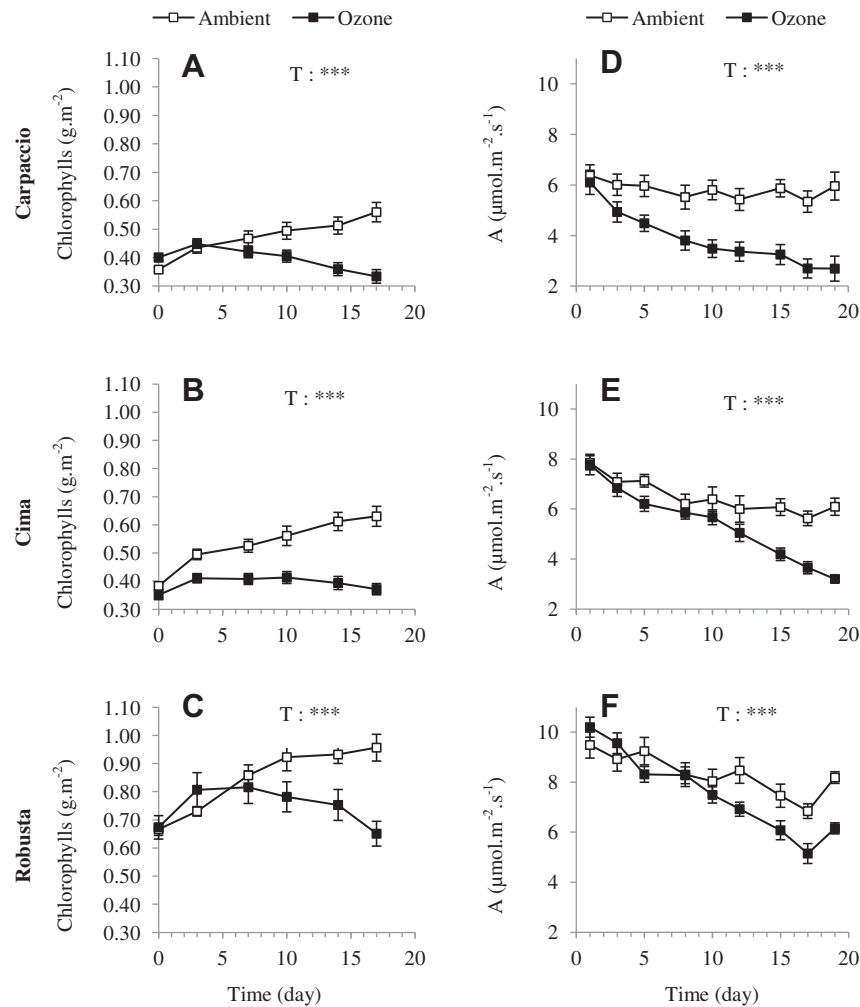 Ambient Ozone Ambient Ozone
A T : *** D T : ***
Carpaccio
Chlorophylls (g.m-2)
1.10
1.00
0.90
0.80
0.70
0.60
0.50
0.40
0.30
0 5 10 15 20
A (µmol.m-2.s-1)
10
8
6
4
2
0 5 10 15 20
B T : *** E T : ***
Cima
Chlorophylls (g.m-2)
1.10
1.00
0.90
0.80
0.70
0.60
0.50
0.40
0.30
0 5 10 15 20
A (µmol.m-2.s-1)
10
8
6
4
2
0 5 10 15 20
C T : *** F T : ***
Robusta
Chlorophylls (g.m-2)
1.10
1.00
0.90
0.80
0.70
0.60
0.50
0.40
0.30
0 5 10 15 20
Time (day)
A (µmol.m-2.s-1)
10
8
6
4
2
0 5 10 15 20
Time (day)